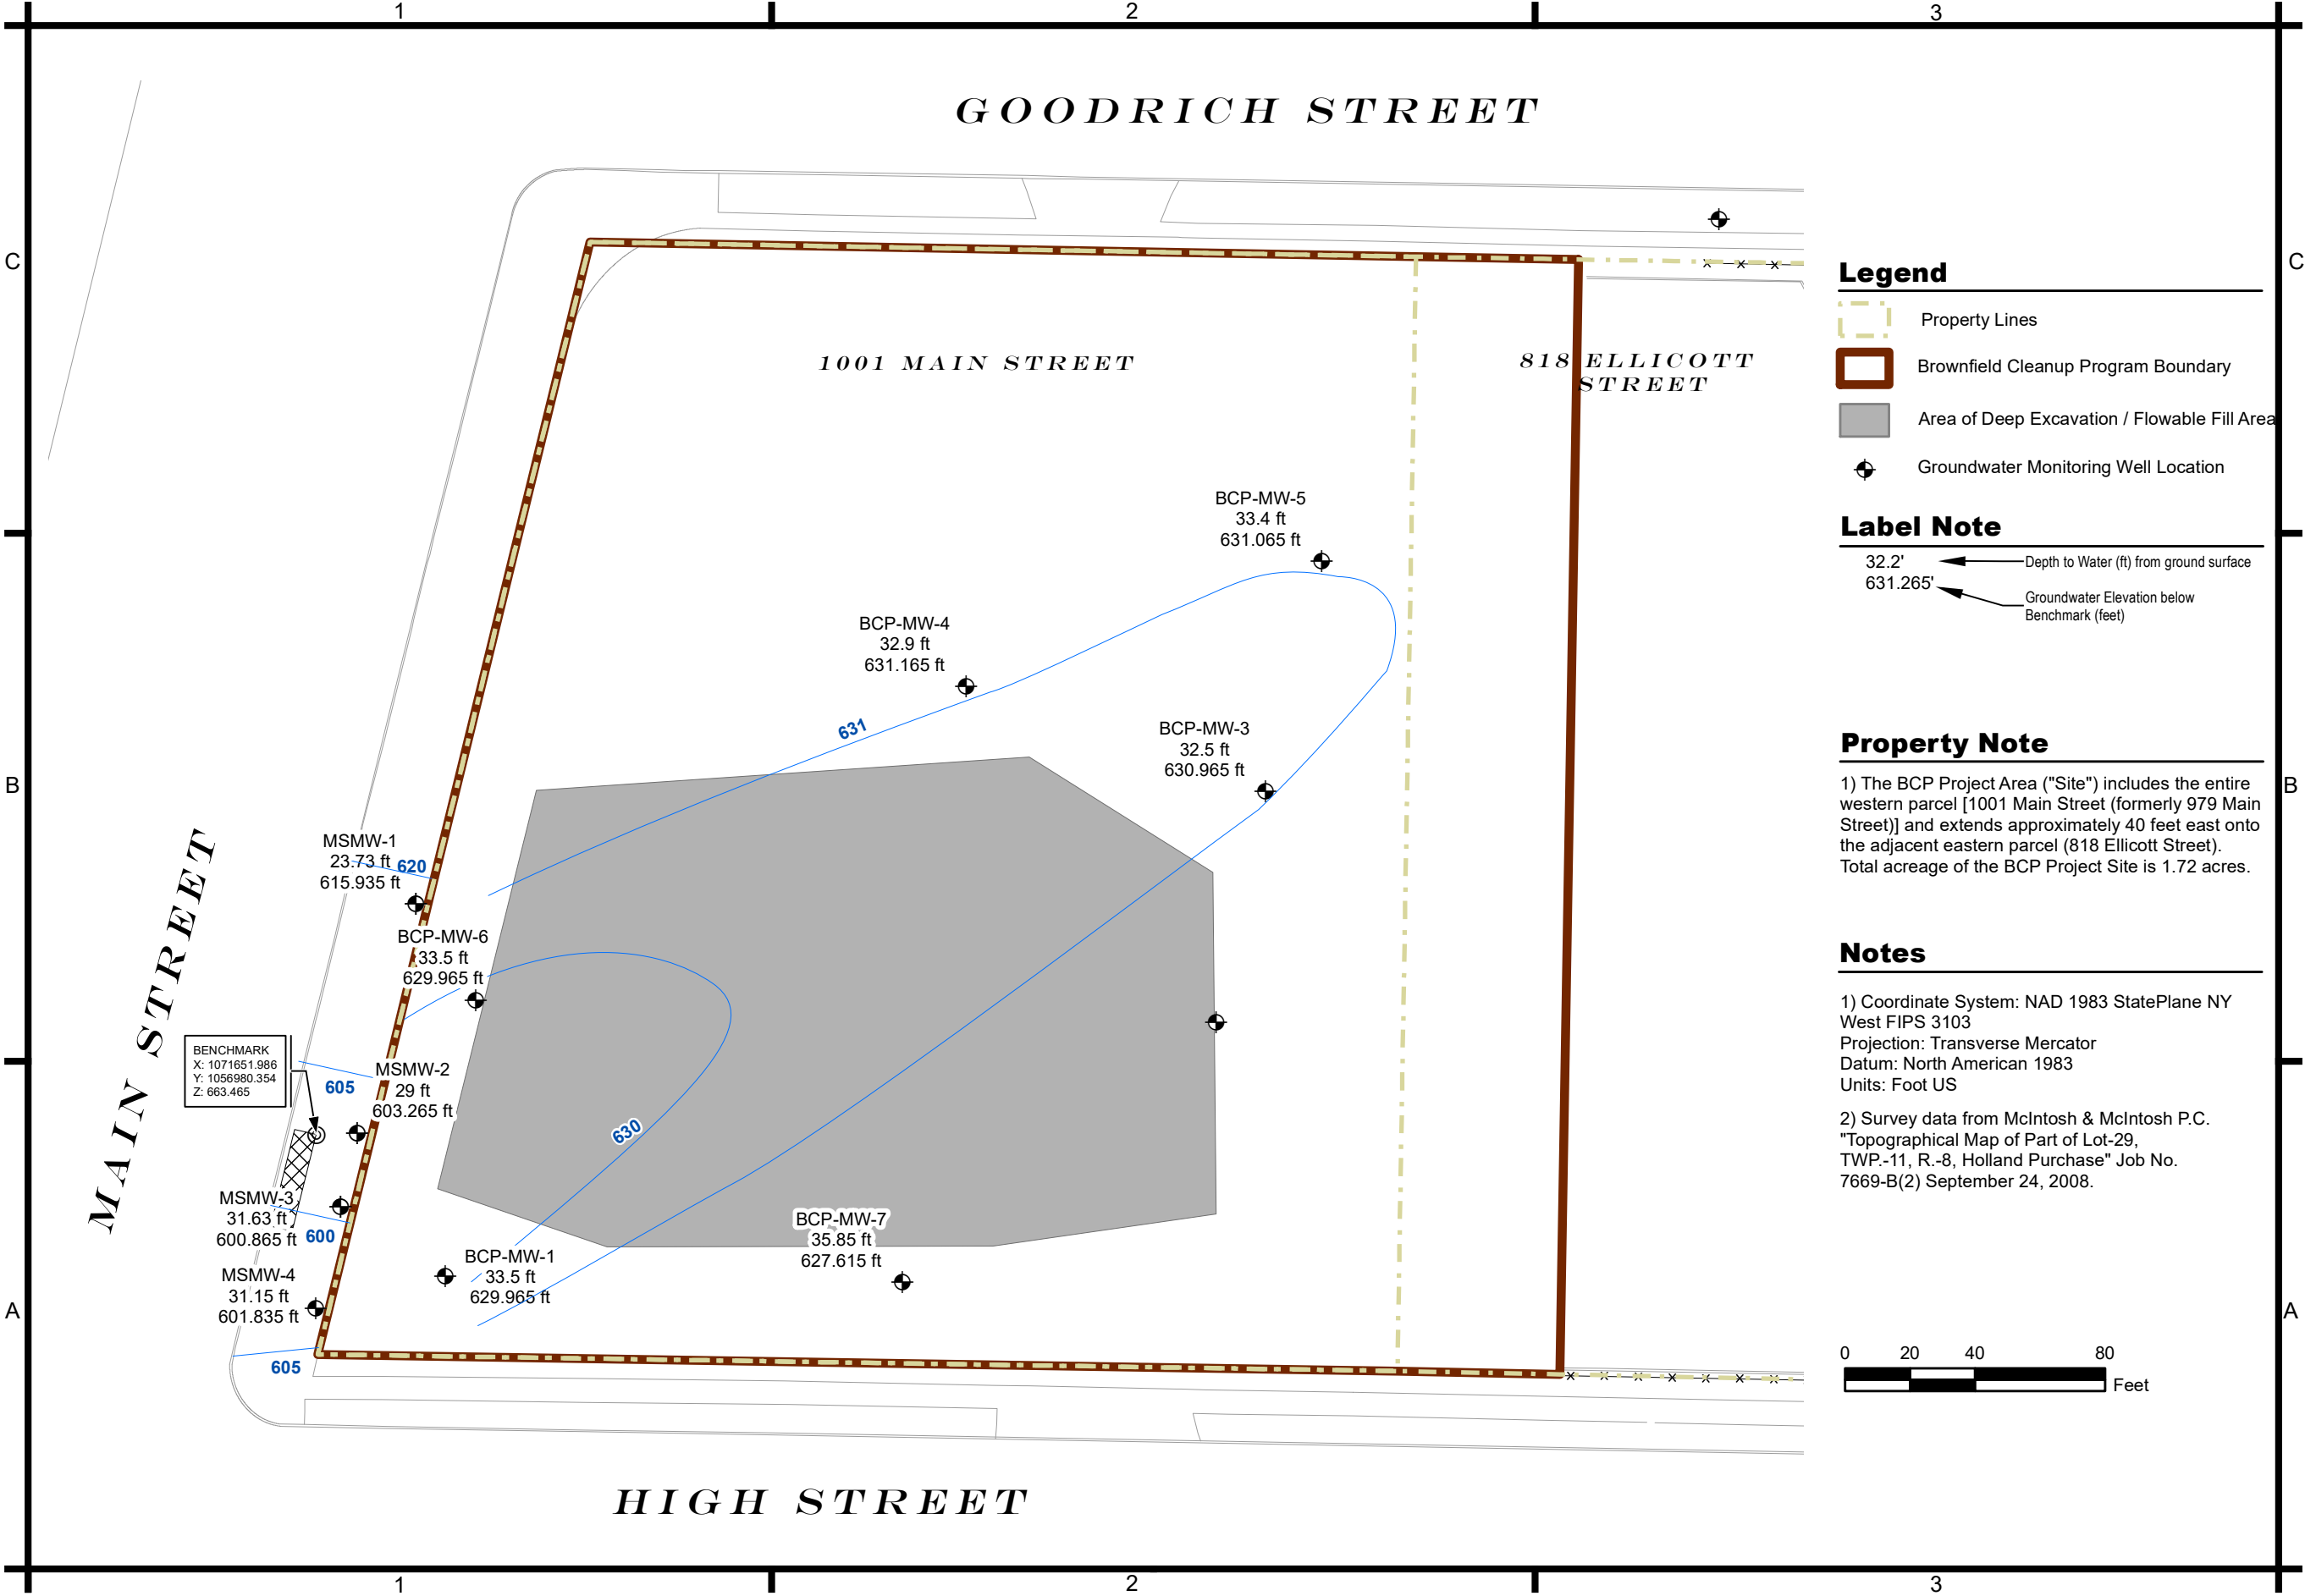 1
2
3
GOODRICH STREET
C
C
Legend
Property Lines
1001 MAIN STREET
818 ELLICOTT
STREET
Brownfield Cleanup Program Boundary
Area of Deep Excavation / Flowable Fill Area
Groundwater Monitoring Well Location
BCP-MW-5
33.4 ft
631.065 ft
Label Note
32.2'
Depth to Water (ft) from ground surface
631.265'
Groundwater Elevation below
Benchmark (feet)
BCP-MW-4
32.9 ft
631.165 ft
631
BCP-MW-3
32.5 ft
630.965 ft
Property Note
1) The BCP Project Area ("Site") includes the entire
western parcel [1001 Main Street (formerly 979 Main
Street)] and extends approximately 40 feet east onto
the adjacent eastern parcel (818 Ellicott Street).
Total acreage of the BCP Project Site is 1.72 acres.
B
B
MSMW-1
23.73 ft
615.935 ft
620
BCP-MW-6
33.5 ft
629.965 ft
MAIN STREET
Notes
1) Coordinate System: NAD 1983 StatePlane NY
West FIPS 3103
Projection: Transverse Mercator
Datum: North American 1983
Units: Foot US
2) Survey data from McIntosh & McIntosh P.C.
"Topographical Map of Part of Lot-29,
TWP.-11, R.-8, Holland Purchase" Job No.
7669-B(2) September 24, 2008.
BENCHMARK
X: 1071651.986
Y: 1056980.354
Z: 663.465
605
MSMW-2
29 ft
603.265 ft
630
MSMW-3
31.63 ft
600.865 ft
600
BCP-MW-7
35.85 ft
627.615 ft
BCP-MW-1
33.5 ft
629.965 ft
MSMW-4
31.15 ft
601.835 ft
A
A
605
0 20 40 80
Feet
HIGH STREET
1
2
3